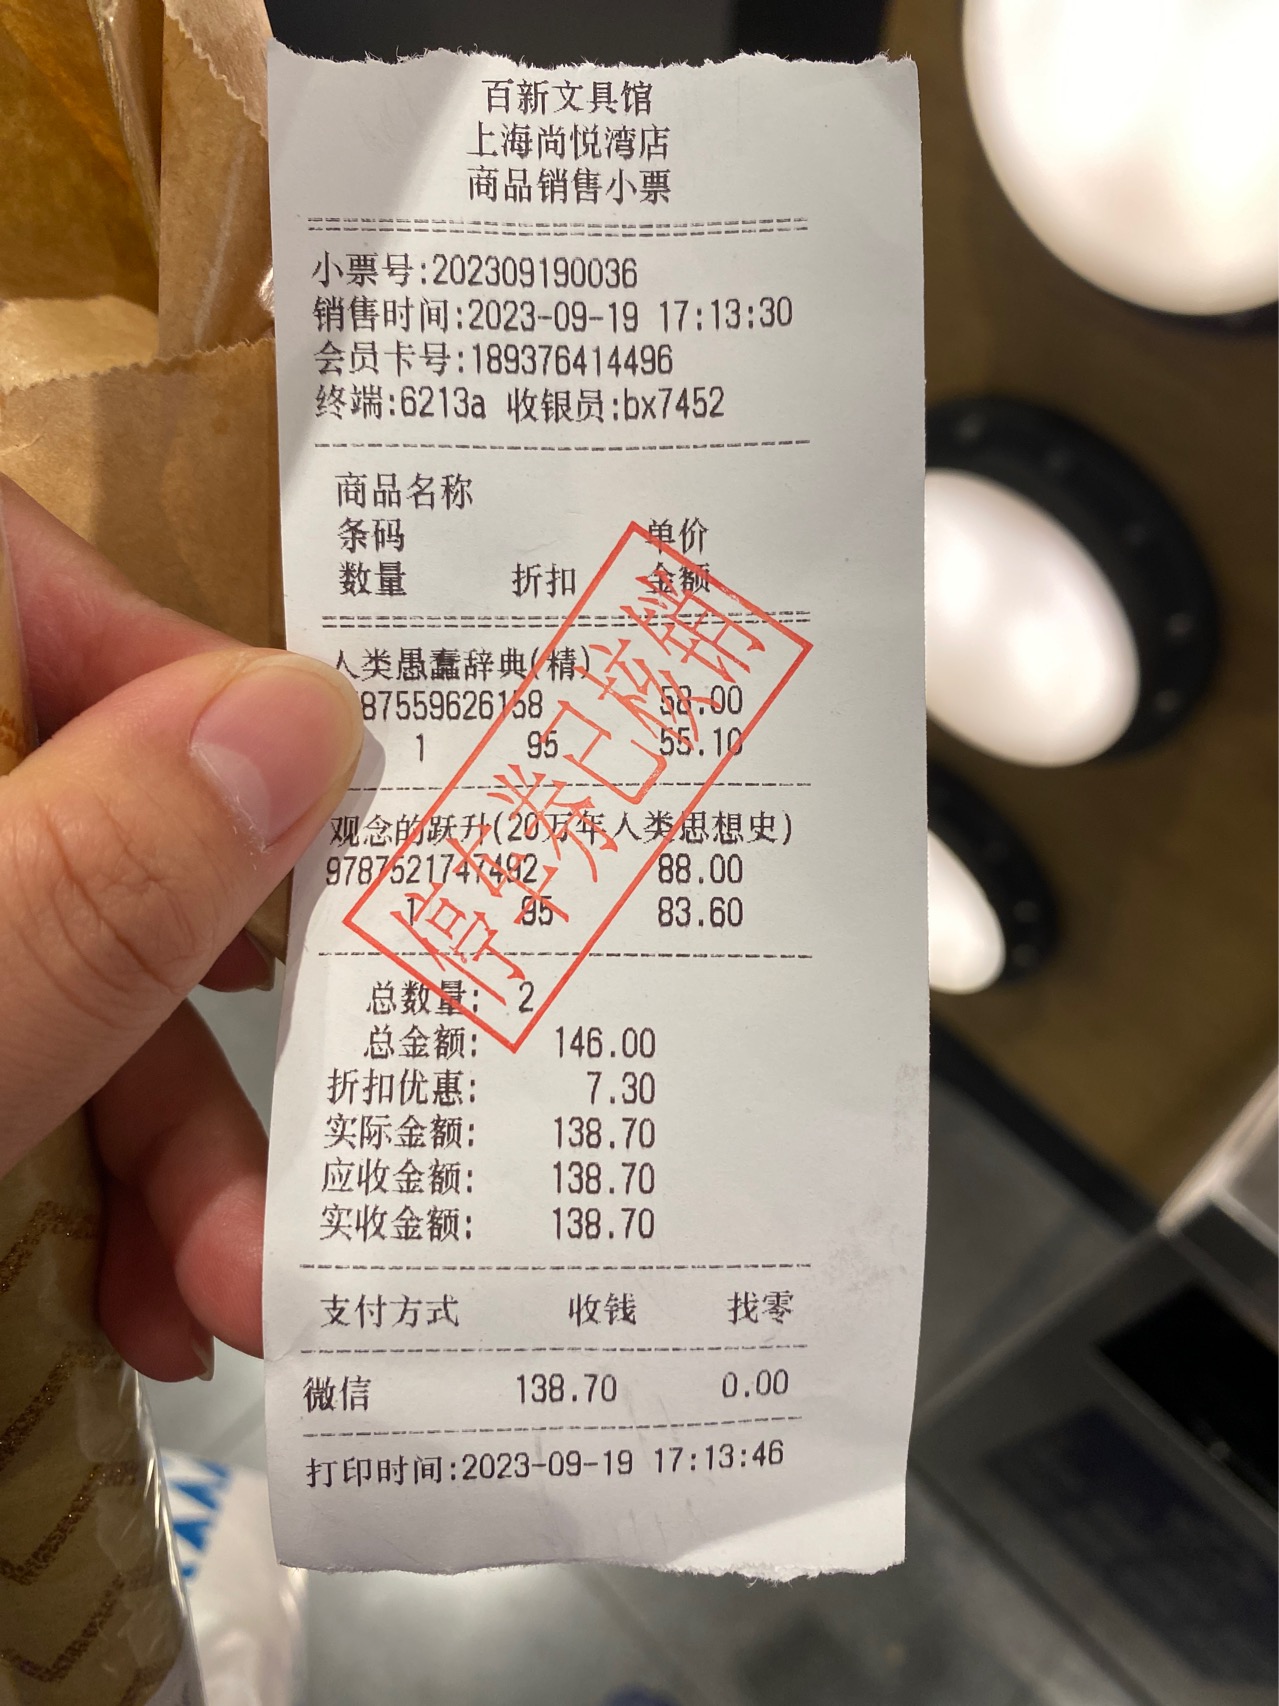 百新文具馆
上海尚悦湾店
商品销售小票
小票号:202309190036
销售时间:2023-09-19 17:13:30
会员卡号:189376414496
终端:6213a 收银员:bx7452
商品名称
条码 单价
数量 折扣 金额
人类愚蠢辞典(精)
87559626158 58.00
1 95 55.10
观念的跃升(20万年人类思想史)
9787521747492 88.00
1 95 83.60
停车券已核销
总数量: 2
总金额: 146.00
折扣优惠: 7.30
实际金额: 138.70
应收金额: 138.70
实收金额: 138.70
支付方式 收钱 找零
微信 138.70 0.00
打印时间:2023-09-19 17:13:46